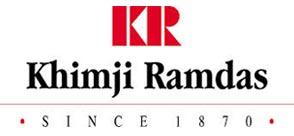 KR
Khimji Ramdas
• SINCE 1870 •